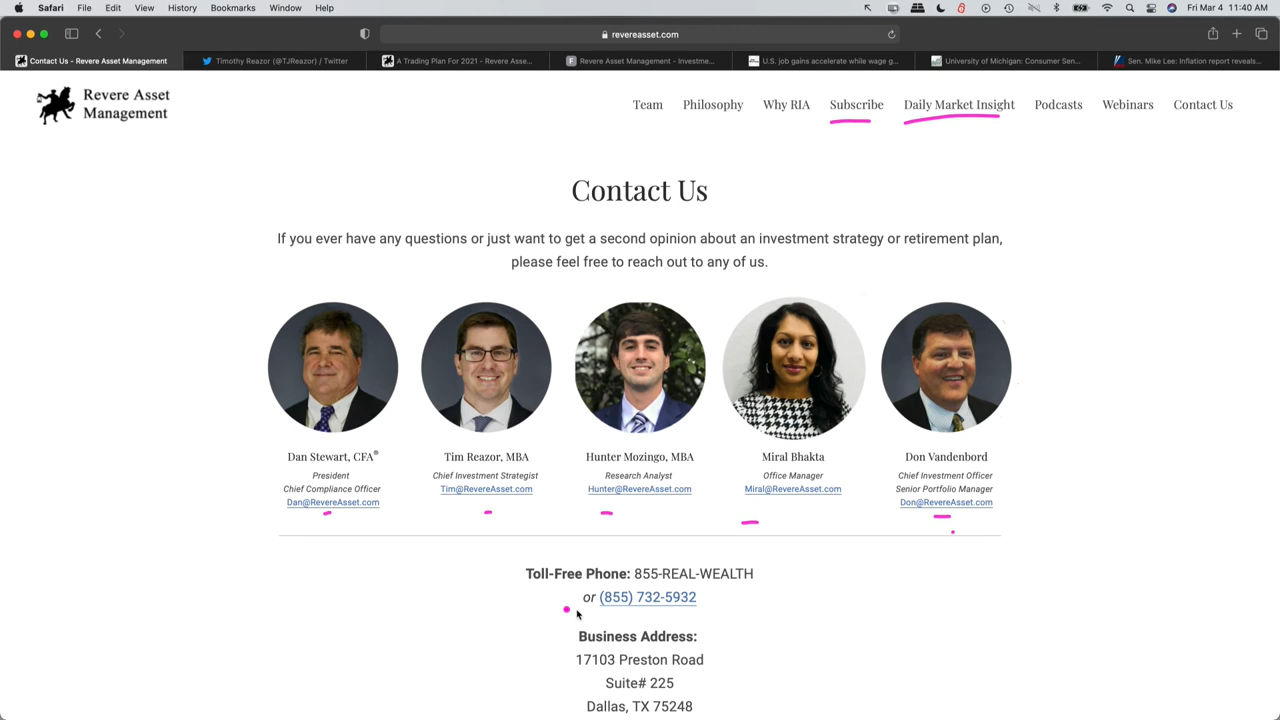 Safari File Edit View History Bookmarks Window Help Fri Mar 4 11:40 AM
revereasset.com
Contact Us - Revere Asset Management
Timothy Reazor (@TJReazor) / Twitter
A Trading Plan For 2021 - Revere Asse...
Revere Asset Management - Investme...
U.S. job gains accelerate while wage g...
University of Michigan: Consumer Sen...
Sen. Mike Lee: Inflation report reveals...
Revere Asset
Management
Team Philosophy Why RIA Subscribe Daily Market Insight Podcasts Webinars Contact Us
Contact Us
If you ever have any questions or just want to get a second opinion about an investment strategy or retirement plan,
please feel free to reach out to any of us.
Dan Stewart, CFA®
President
Chief Compliance Officer
Dan@RevereAsset.com
Tim Reazor, MBA
Chief Investment Strategist
Tim@RevereAsset.com
Hunter Mozingo, MBA
Research Analyst
Hunter@RevereAsset.com
Miral Bhakta
Office Manager
Miral@RevereAsset.com
Don Vandenbord
Chief Investment Officer
Senior Portfolio Manager
Don@RevereAsset.com
Toll-Free Phone: 855-REAL-WEALTH
or (855) 732-5932
Business Address:
17103 Preston Road
Suite# 225
Dallas, TX 75248